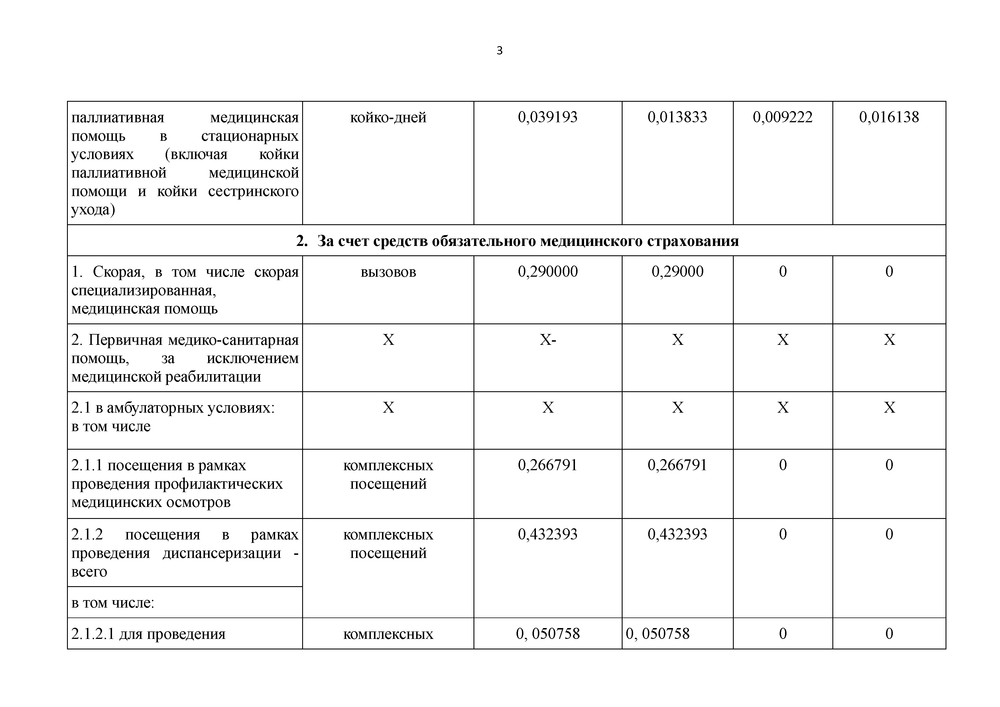 3
паллиативная медицинская
помощь в стационарных
условиях (включая койки
паллиативной медицинской
помощи и койки сестринского
ухода)
койко-дней
0,039193
0,013833
0,009222
0,016138
2. За счет средств обязательного медицинского страхования
1. Скорая, в том числе скорая
специализированная,
медицинская помощь
вызовов
0,290000
0,29000
0
0
2. Первичная медико-санитарная
помощь, за исключением
медицинской реабилитации
X
X-
X
X
X
2.1 в амбулаторных условиях:
в том числе
X
X
X
X
X
2.1.1 посещения в рамках
проведения профилактических
медицинских осмотров
комплексных
посещений
0,266791
0,266791
0
0
2.1.2 посещения в рамках
проведения диспансеризации -
всего
комплексных
посещений
0,432393
0,432393
0
0
в том числе:
2.1.2.1 для проведения
комплексных
0, 050758
0, 050758
0
0